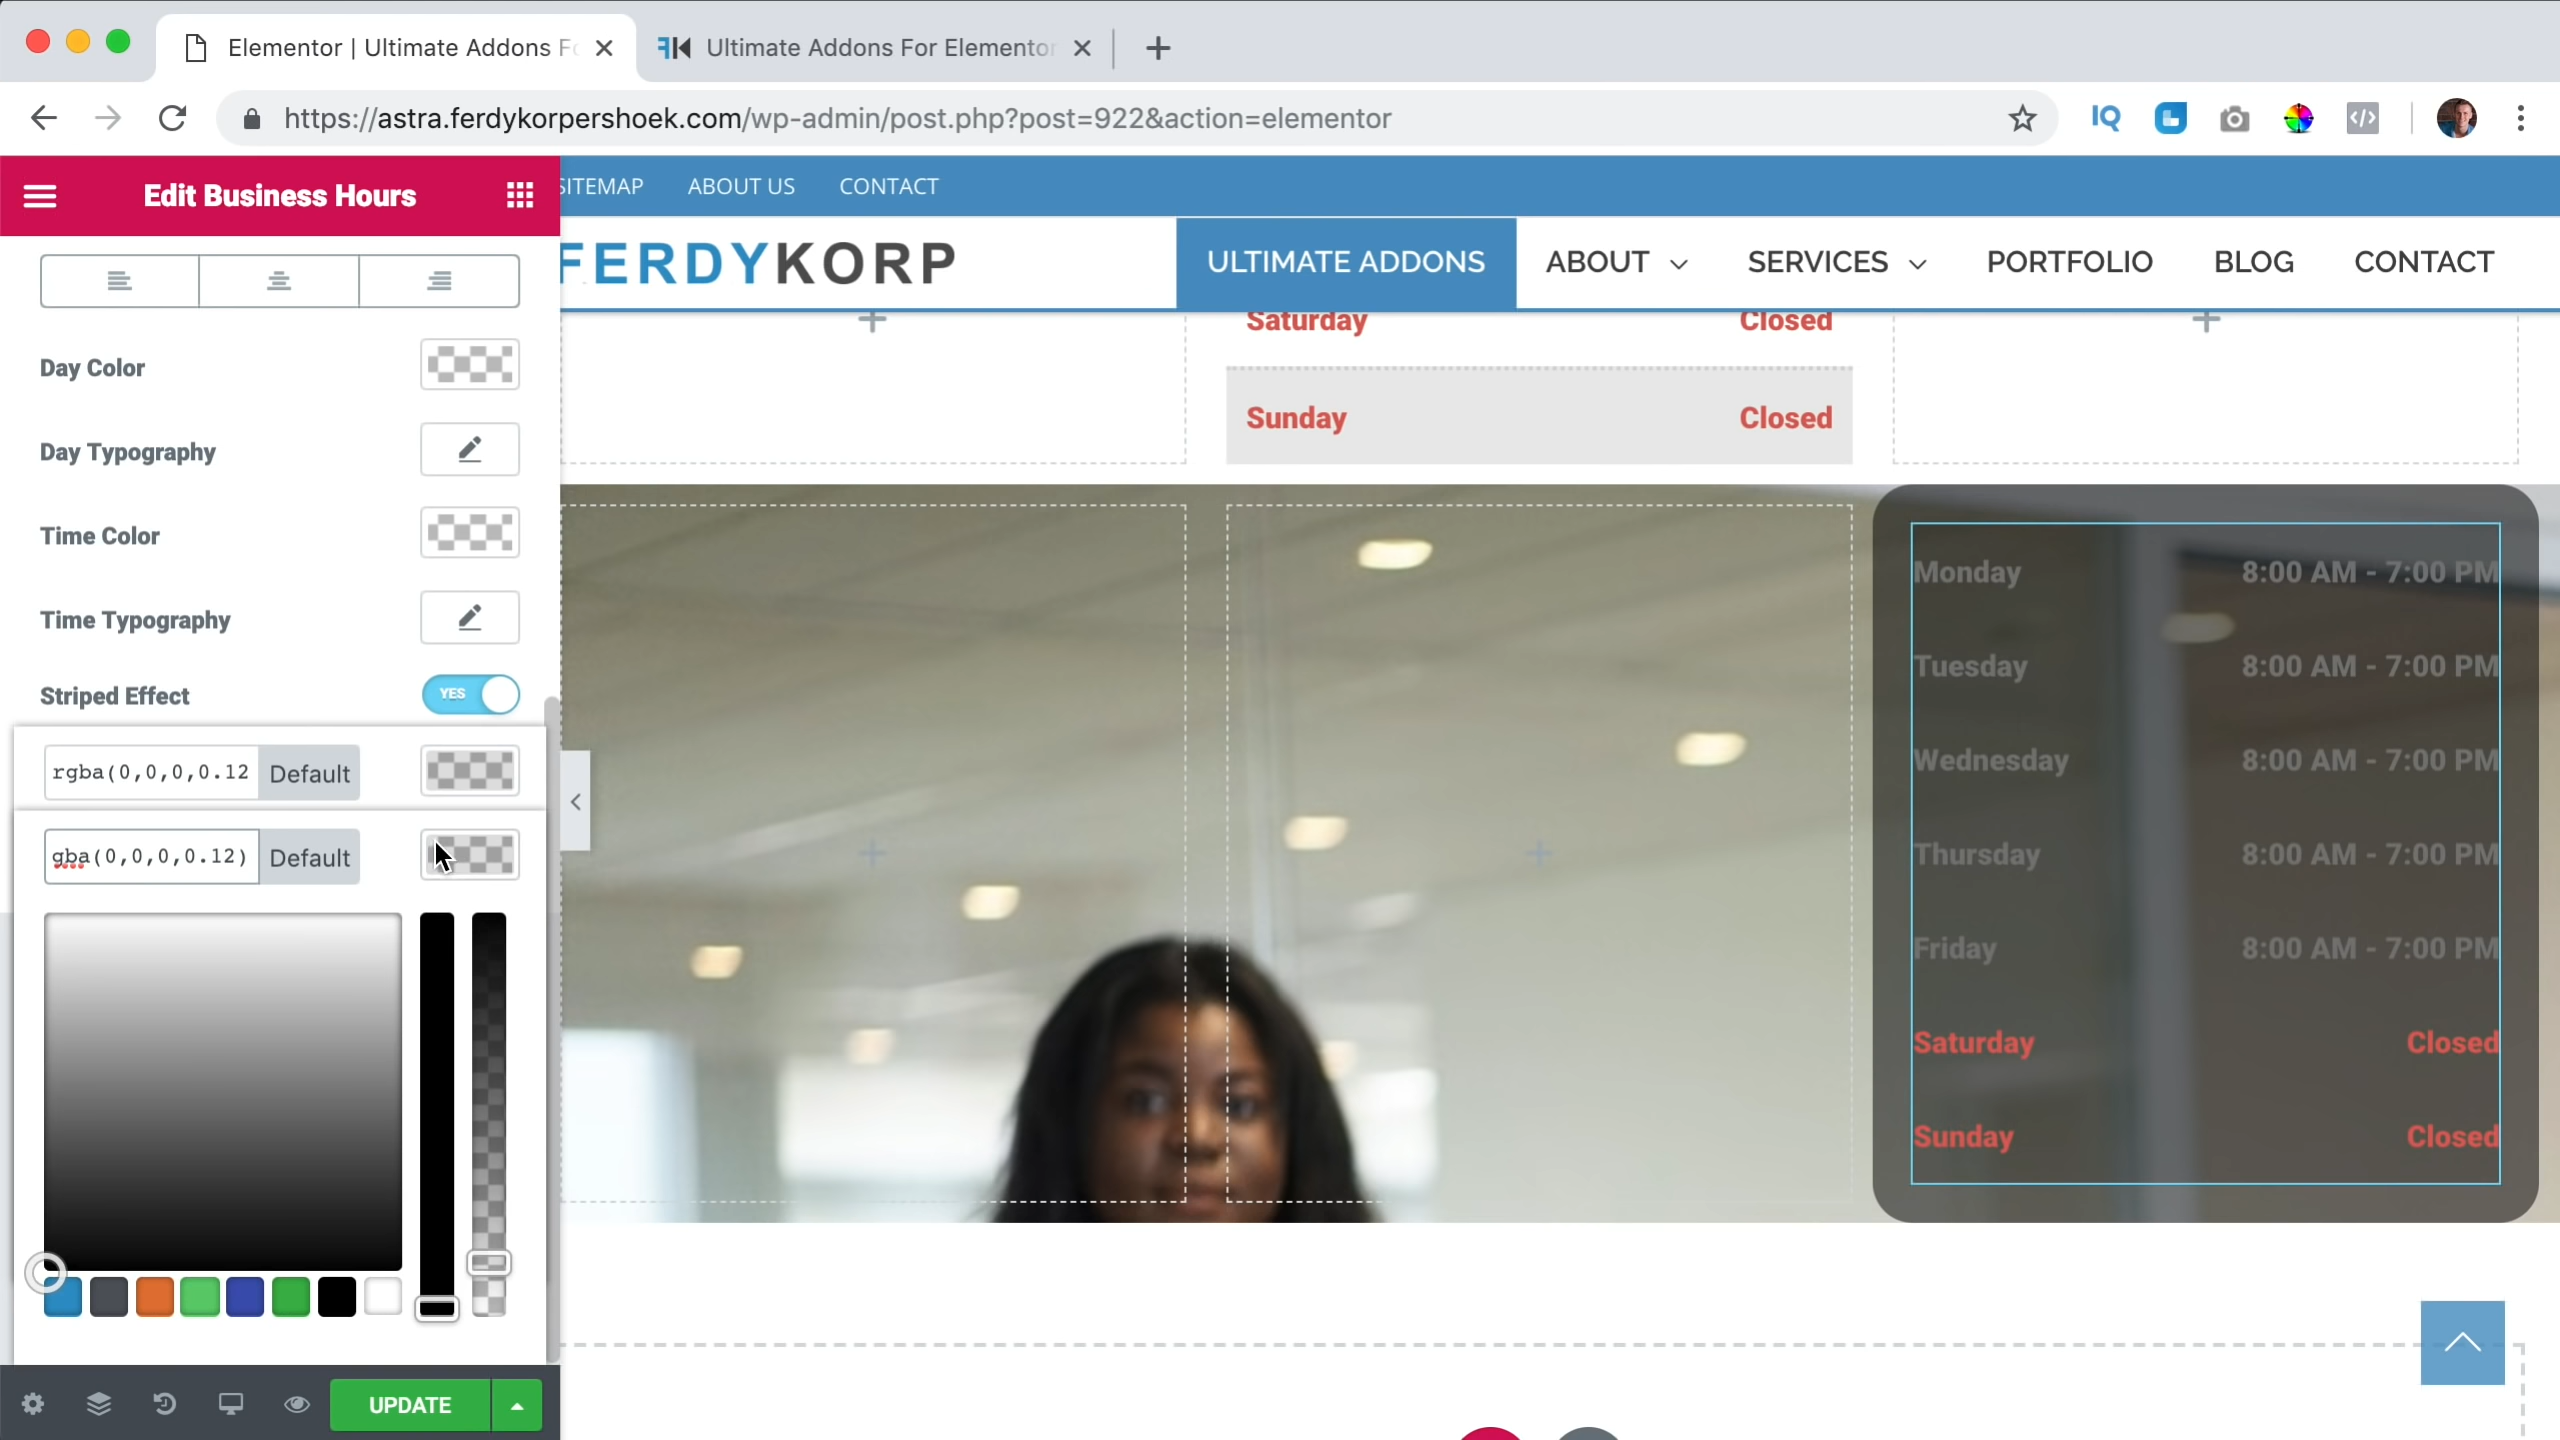 Elementor | Ultimate Addons Fo
Ultimate Addons For Elementor
https://astra.ferdykorpershoek.com/wp-admin/post.php?post=922&action=elementor
IQ
Edit Business Hours
SITEMAP
ABOUT US
CONTACT
FERDYKORP
ULTIMATE ADDONS
ABOUT
SERVICES
PORTFOLIO
BLOG
CONTACT
Day Color
Day Typography
Time Color
Time Typography
Striped Effect
YES
rgba(0,0,0,0.12
Default
gba(0,0,0,0.12)
Default
UPDATE
Saturday Closed
Sunday Closed
Monday 8:00 AM - 7:00 PM
Tuesday 8:00 AM - 7:00 PM
Wednesday 8:00 AM - 7:00 PM
Thursday 8:00 AM - 7:00 PM
Friday 8:00 AM - 7:00 PM
Saturday Closed
Sunday Closed